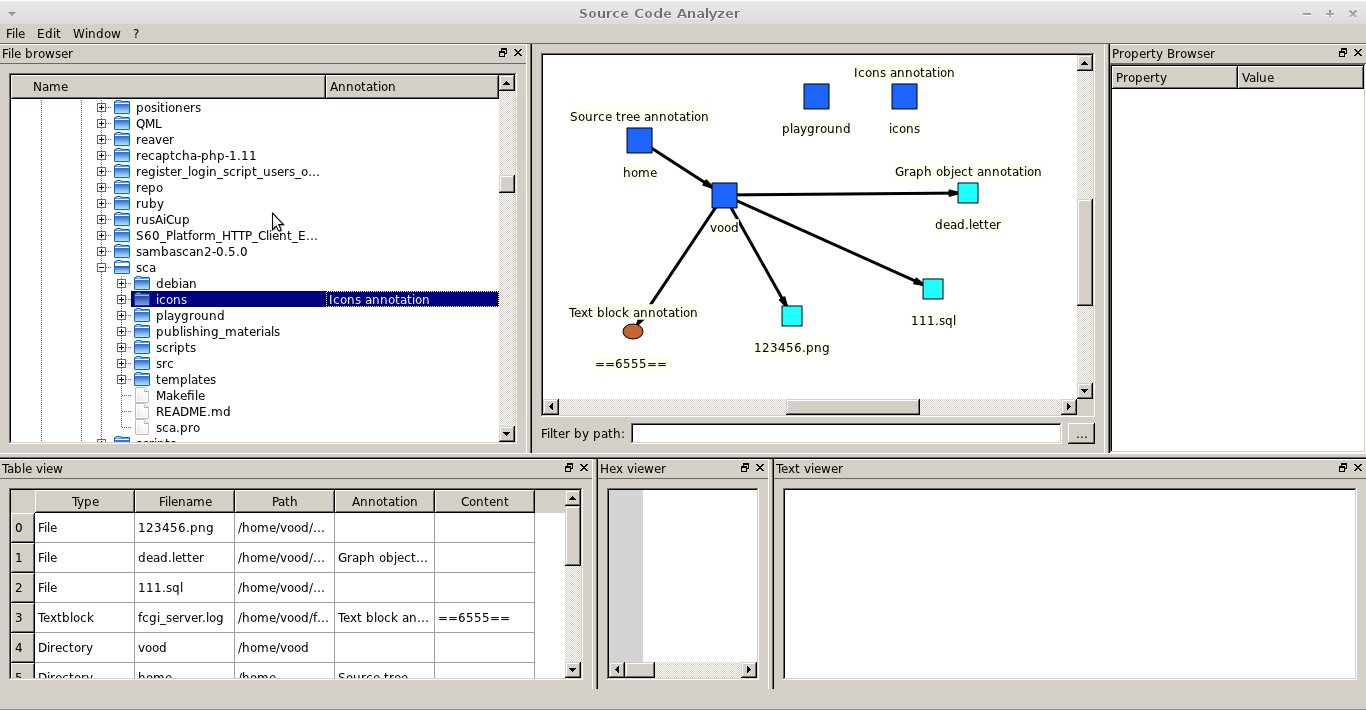 Source Code Analyzer
File Edit Window ?
File browser
Name Annotation
positioners
QML
reaver
recaptcha-php-1.11
register_login_script_users_o...
repo
ruby
rusAiCup
S60_Platform_HTTP_Client_E...
sambascan2-0.5.0
sca
debian
icons Icons annotation
playground
publishing_materials
scripts
src
templates
Makefile
README.md
sca.pro
scripts
Icons annotation
playground
icons
Source tree annotation
home
vood
Graph object annotation
dead.letter
111.sql
Text block annotation
==6555==
123456.png
Filter by path:
...
Property Browser
Property Value
Table view
Type Filename Path Annotation Content
0 File 123456.png /home/vood/...
1 File dead.letter /home/vood/... Graph object...
2 File 111.sql /home/vood/...
3 Textblock fcgi_server.log /home/vood/f... Text block an... ==6555==
4 Directory vood /home/vood
5 Directory home /home Source tree
Hex viewer
Text viewer